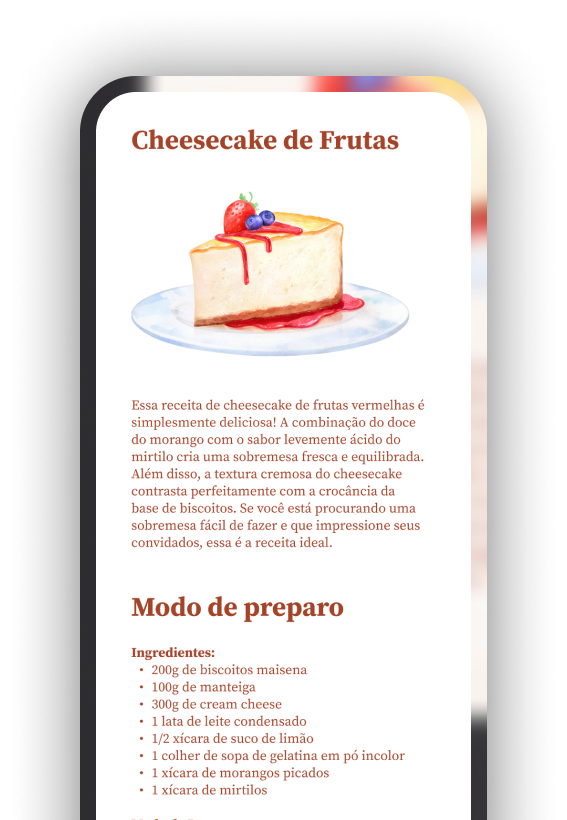 Cheesecake de Frutas
Essa receita de cheesecake de frutas vermelhas é
simplesmente deliciosa! A combinação do doce
do morango com o sabor levemente ácido do
mirtilo cria uma sobremesa fresca e equilibrada.
Além disso, a textura cremosa do cheesecake
contrasta perfeitamente com a crocância da
base de biscoitos. Se você está procurando uma
sobremesa fácil de fazer e que impressione seus
convidados, essa é a receita ideal.
Modo de preparo
Ingredientes:
• 200g de biscoitos maisena
• 100g de manteiga
• 300g de cream cheese
• 1 lata de leite condensado
• 1/2 xícara de suco de limão
• 1 colher de sopa de gelatina em pó incolor
• 1 xícara de morangos picados
• 1 xícara de mirtilos